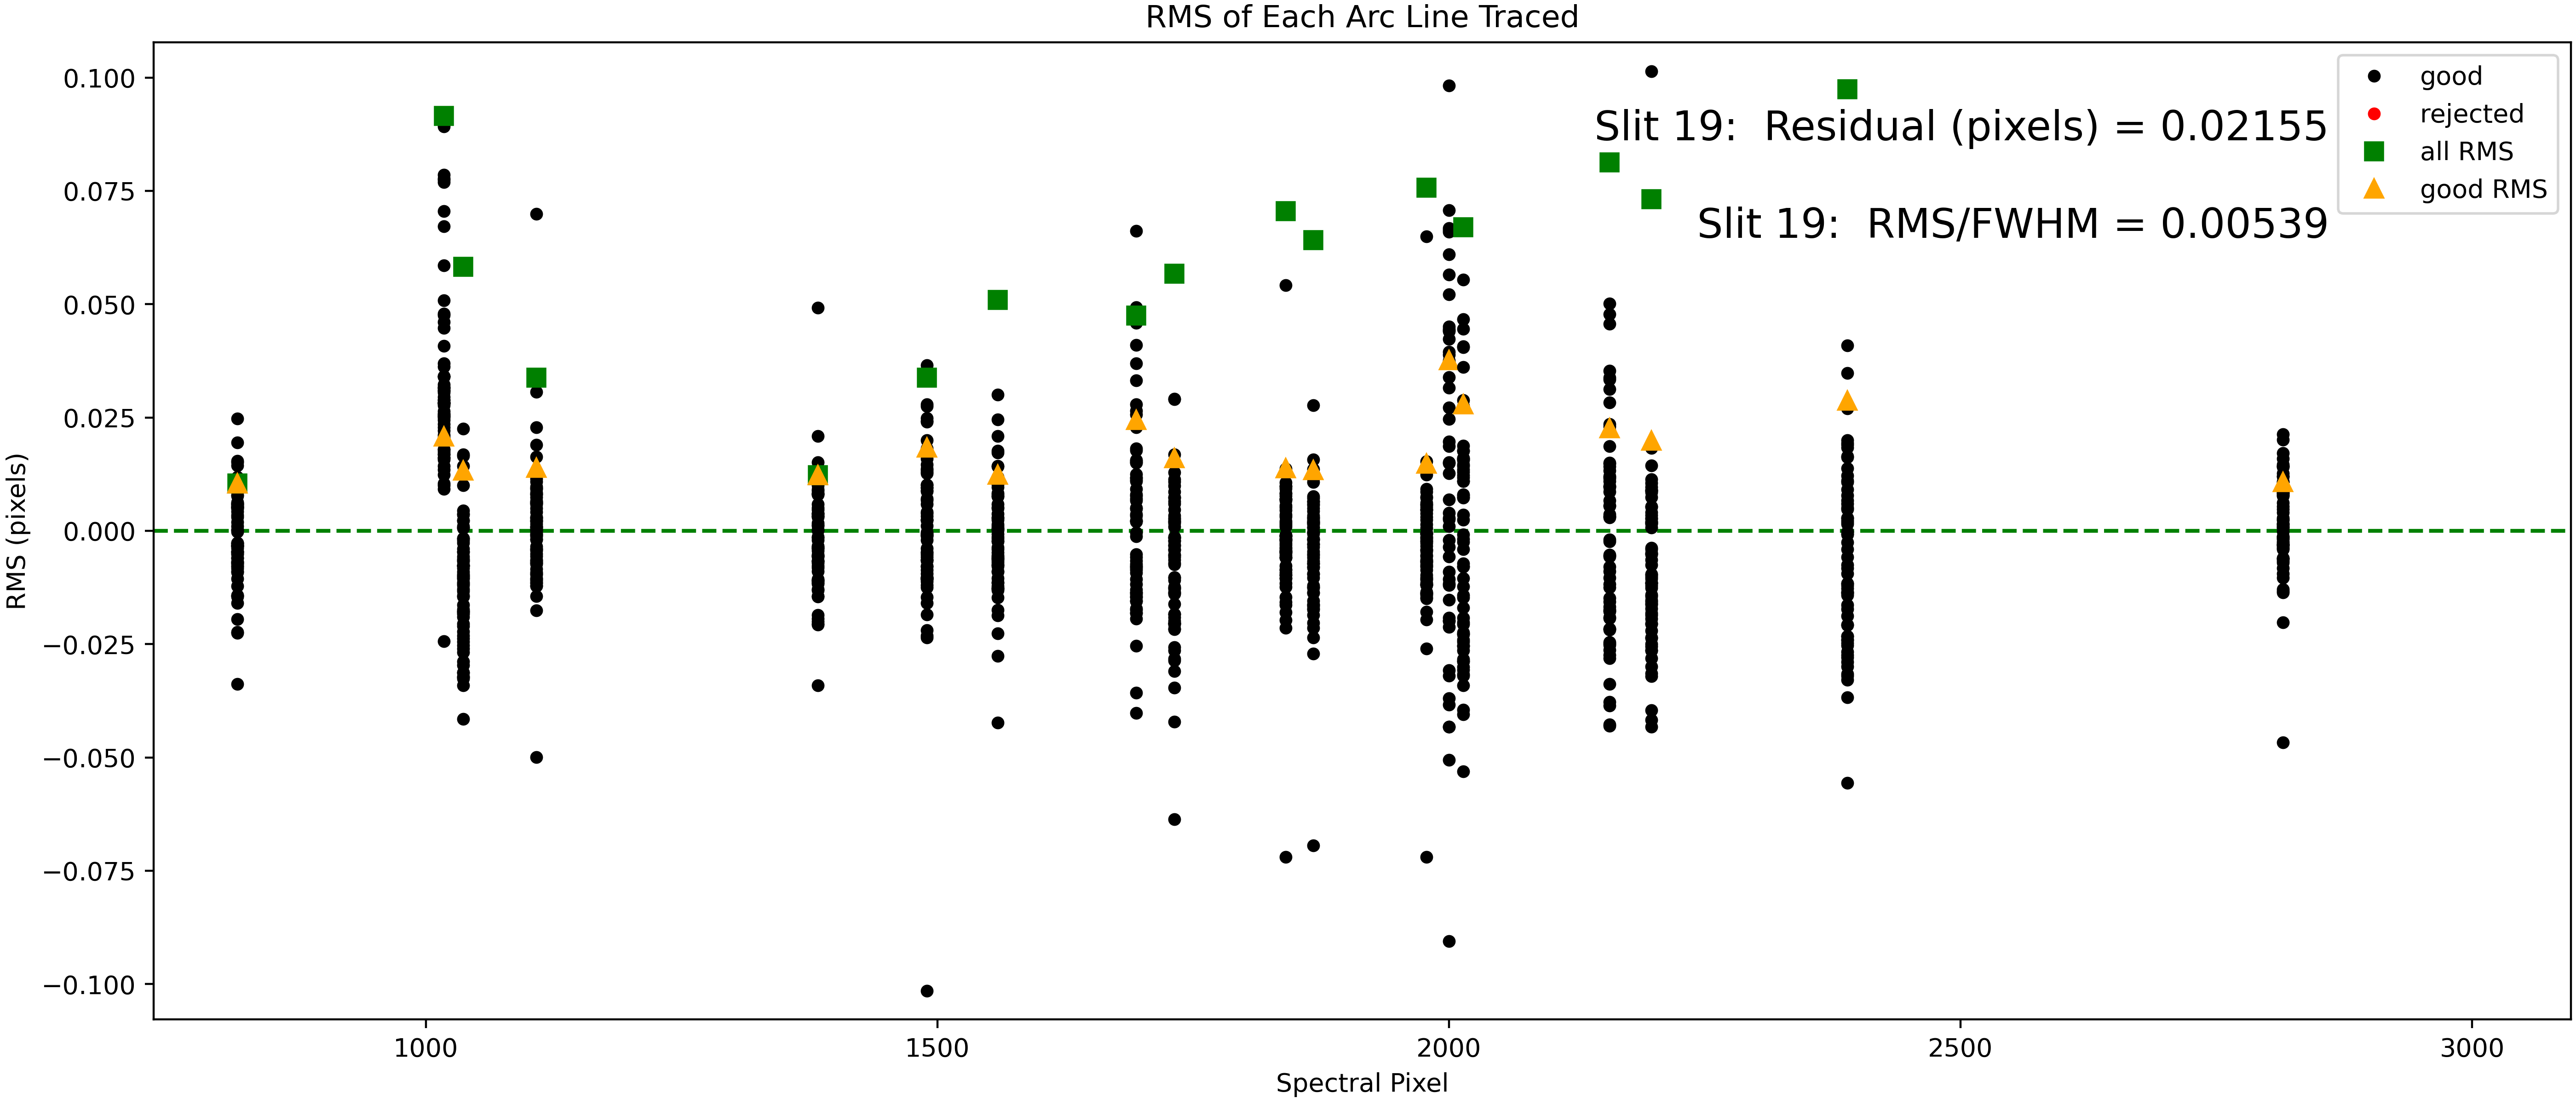 RMS of Each Arc Line Traced
good
rejected
all RMS
good RMS
Slit 19:  Residual (pixels) = 0.02155
Slit 19:  RMS/FWHM = 0.00539
RMS (pixels)
0.100
0.075
0.050
0.025
0.000
−0.025
−0.050
−0.075
−0.100
1000 1500 2000 2500 3000
Spectral Pixel